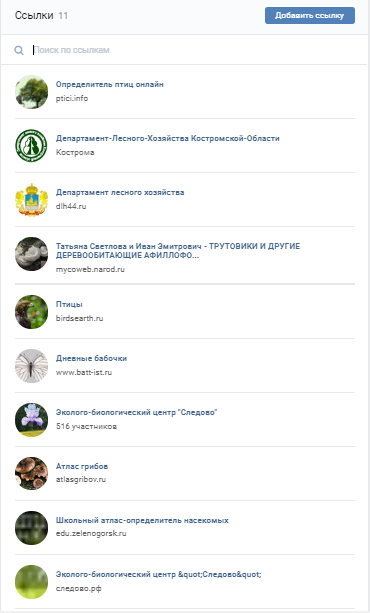 Ссылки 11
Добавить ссылку
Поиск по ссылкам
Определитель птиц онлайн
ptici.info
Департамент-Лесного-Хозяйства Костромской-Области
Кострома
Департамент лесного хозяйства
dlh44.ru
Татьяна Светлова и Иван Змитрович - ТРУТОВИКИ И ДРУГИЕ
ДЕРЕВООБИТАЮЩИЕ АФИЛЛОФО...
mycoweb.narod.ru
Птицы
birdsearth.ru
Дневные бабочки
www.batt-ist.ru
Эколого-биологический центр "Следово"
516 участников
Атлас грибов
atlasgribov.ru
Школьный атлас-определитель насекомых
edu.zelenogorsk.ru
Эколого-биологический центр &quot;Следово&quot;
следово.рф